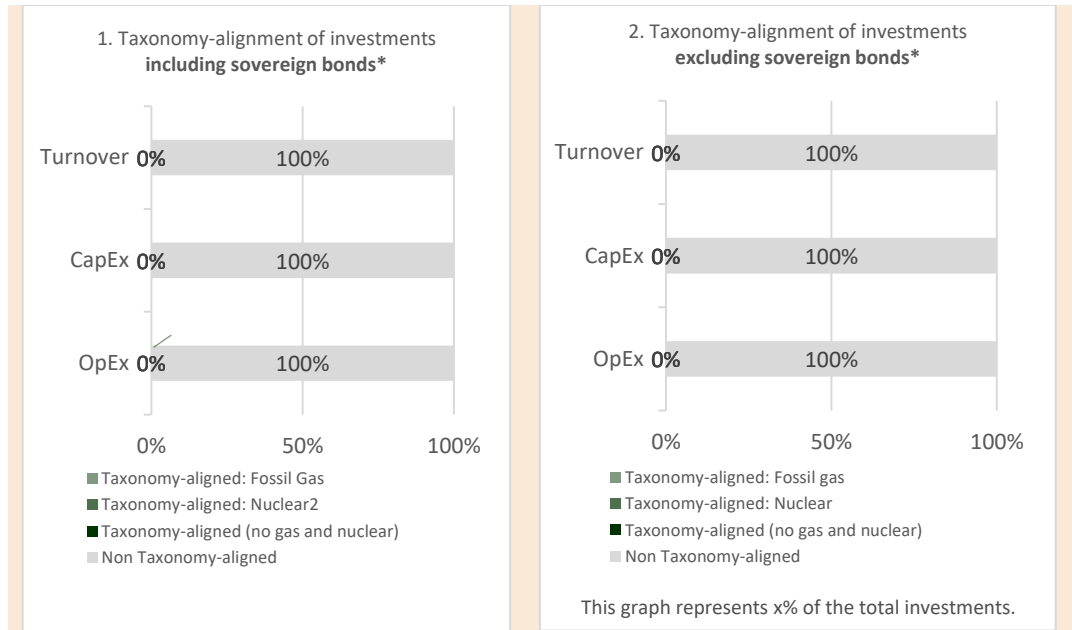 1. Taxonomy-alignment of investments
including sovereign bonds*
Turnover 0% 100%
CapEx 0% 100%
OpEx 0% 100%
0% 50% 100%
Taxonomy-aligned: Fossil Gas
Taxonomy-aligned: Nuclear2
Taxonomy-aligned (no gas and nuclear)
Non Taxonomy-aligned
2. Taxonomy-alignment of investments
excluding sovereign bonds*
Turnover 0% 100%
CapEx 0% 100%
OpEx 0% 100%
0% 50% 100%
Taxonomy-aligned: Fossil gas
Taxonomy-aligned: Nuclear
Taxonomy-aligned (no gas and nuclear)
Non Taxonomy-aligned
This graph represents x% of the total investments.